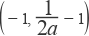 (-1, 1/2a - 1)